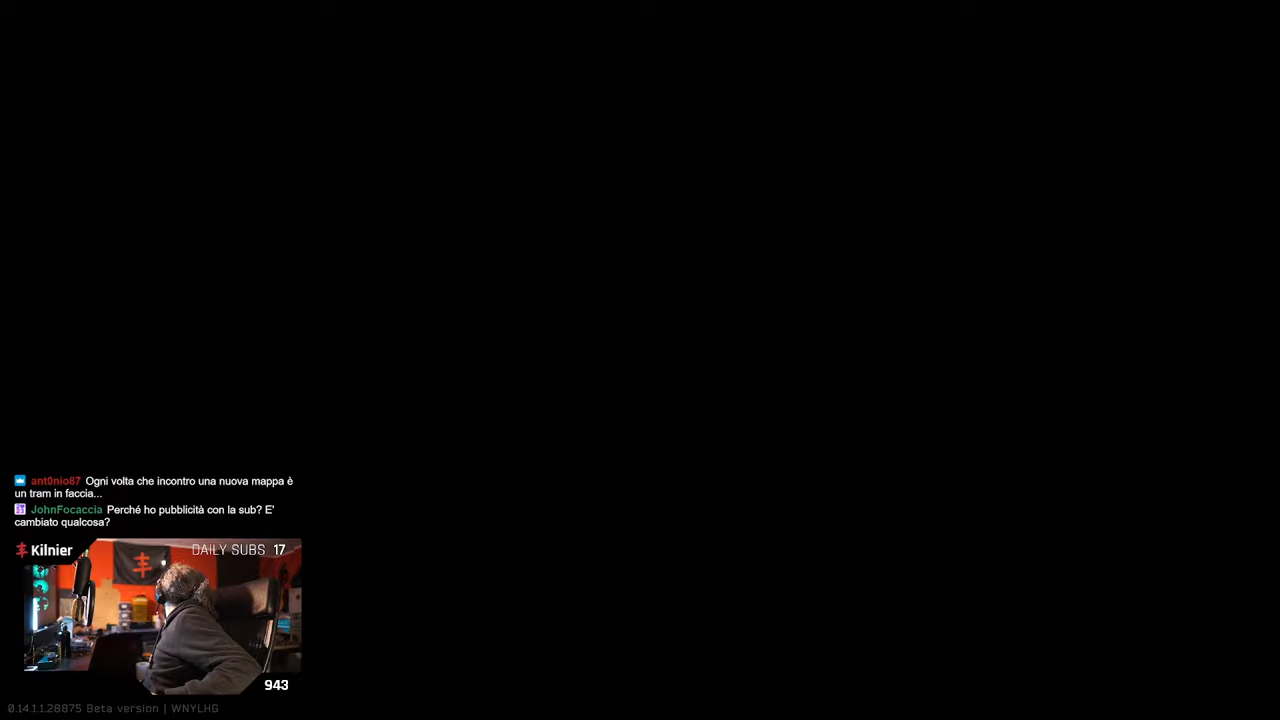 ant0nio87 Ogni volta che incontro una nuova mappa è
un tram in faccia...
JohnFocaccia Perché ho pubblicità con la sub? E'
cambiato qualcosa?
Kilnier
DAILY SUBS 17
943
0.14.1.1.28875 Beta version | WNYLHG